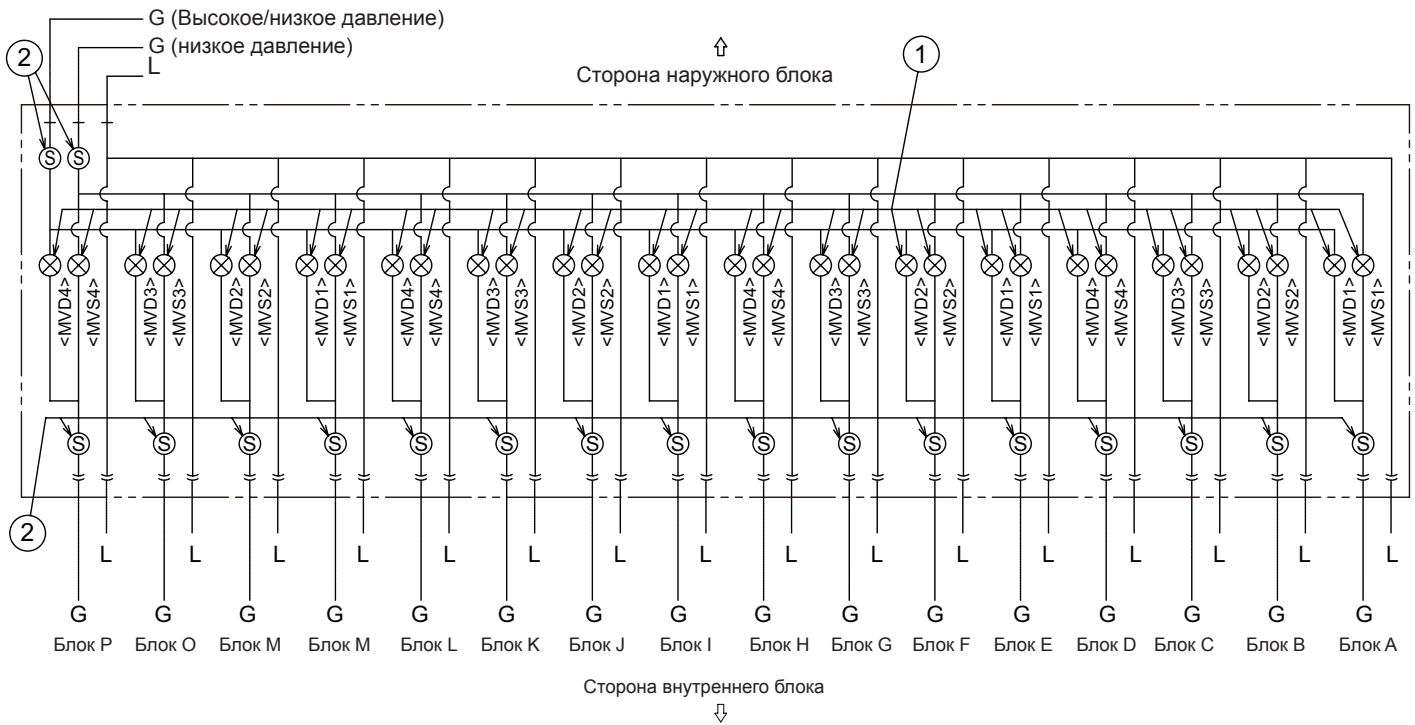 G (Высокое/низкое давление)
G (низкое давление)
L
2
1
Сторона наружного блока
S S
<MVD4> <MVS4> <MVD3> <MVS3> <MVD2> <MVS2> <MVD1> <MVS1> <MVD4> <MVS4> <MVD3> <MVS3> <MVD2> <MVS2> <MVD1> <MVS1> <MVD4> <MVS4> <MVD3> <MVS3> <MVD2> <MVS2> <MVD1> <MVS1> <MVD4> <MVS4> <MVD3> <MVS3> <MVD2> <MVS2> <MVD1> <MVS1>
S S S S S S S S S S S S S S S S
2
L L L L L L L L L L L L L L L L
G G G G G G G G G G G G G G G G
Блок P Блок O Блок M Блок M Блок L Блок K Блок J Блок I Блок H Блок G Блок F Блок E Блок D Блок C Блок B Блок A
Сторона внутреннего блока